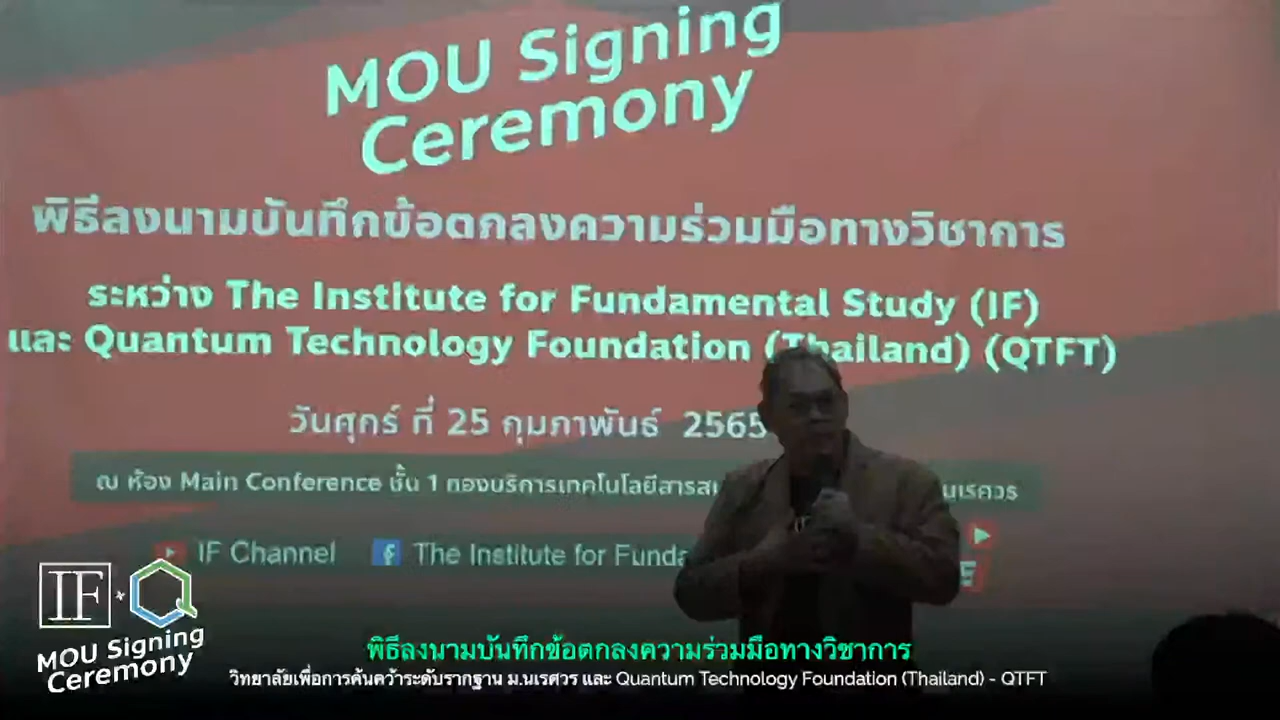 MOU Signing
Ceremony
พิธีลงนามบันทึกข้อตกลงความร่วมมือทางวิชาการ
ระหว่าง The Institute for Fundamental Study (IF)
และ Quantum Technology Foundation (Thailand) (QTFT)
วันศุกร์ ที่ 25 กุมภาพันธ์ 2565
ณ ห้อง Main Conference ชั้น 1 กองบริการเทคโนโลยีสารส
นเรศวร
IF Channel
The Institute for Funda
IF
MOU Signing
Ceremony
พิธีลงนามบันทึกข้อตกลงความร่วมมือทางวิชาการ
วิทยาลัยเพื่อการค้นคว้าระดับรากฐาน ม.นเรศวร และ Quantum Technology Foundation (Thailand) - QTFT